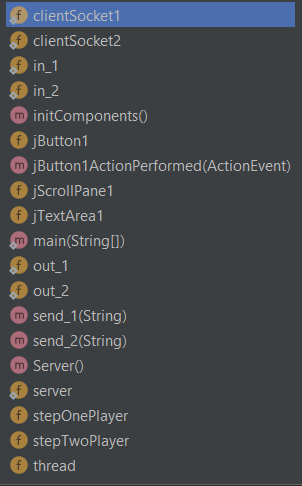 clientSocket1
clientSocket2
in_1
in_2
initComponents()
jButton1
jButton1ActionPerformed(ActionEvent)
jScrollPane1
jTextArea1
main(String[])
out_1
out_2
send_1(String)
send_2(String)
Server()
server
stepOnePlayer
stepTwoPlayer
thread